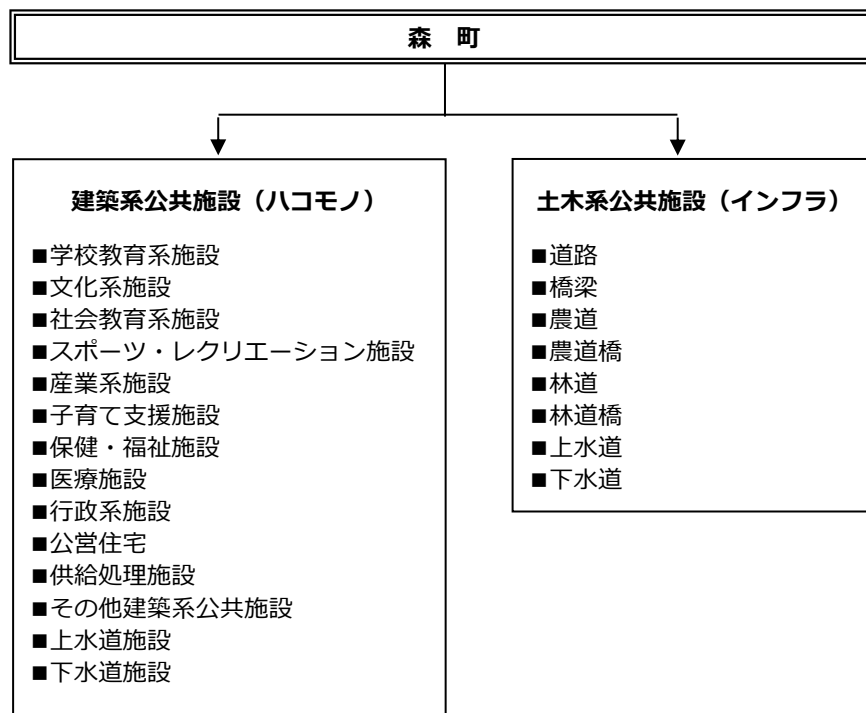 森　町
建築系公共施設（ハコモノ）
■学校教育系施設
■文化系施設
■社会教育系施設
■スポーツ・レクリエーション施設
■産業系施設
■子育て支援施設
■保健・福祉施設
■医療施設
■行政系施設
■公営住宅
■供給処理施設
■その他建築系公共施設
■上水道施設
■下水道施設
土木系公共施設（インフラ）
■道路
■橋梁
■農道
■農道橋
■林道
■林道橋
■上水道
■下水道